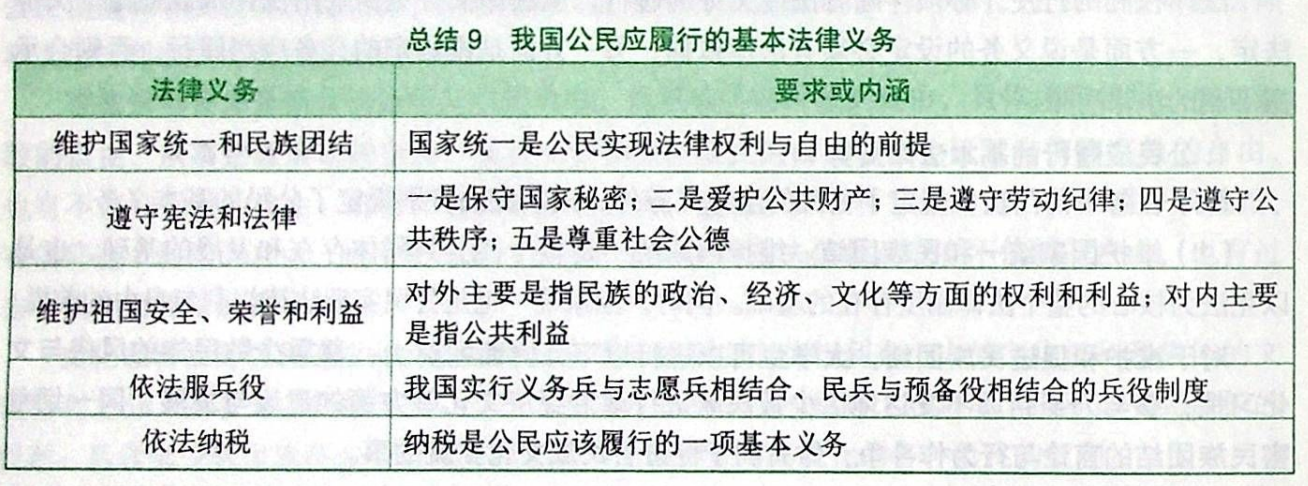 总结9 我国公民应履行的基本法律义务
法律义务 要求或内涵
维护国家统一和民族团结 国家统一是公民实现法律权利与自由的前提
遵守宪法和法律 一是保守国家秘密；二是爱护公共财产；三是遵守劳动纪律；四是遵守公
共秩序；五是尊重社会公德
维护祖国安全、荣誉和利益 对外主要是指民族的政治、经济、文化等方面的权利和利益；对内主要
是指公共利益
依法服兵役 我国实行义务兵与志愿兵相结合、民兵与预备役相结合的兵役制度
依法纳税 纳税是公民应该履行的一项基本义务